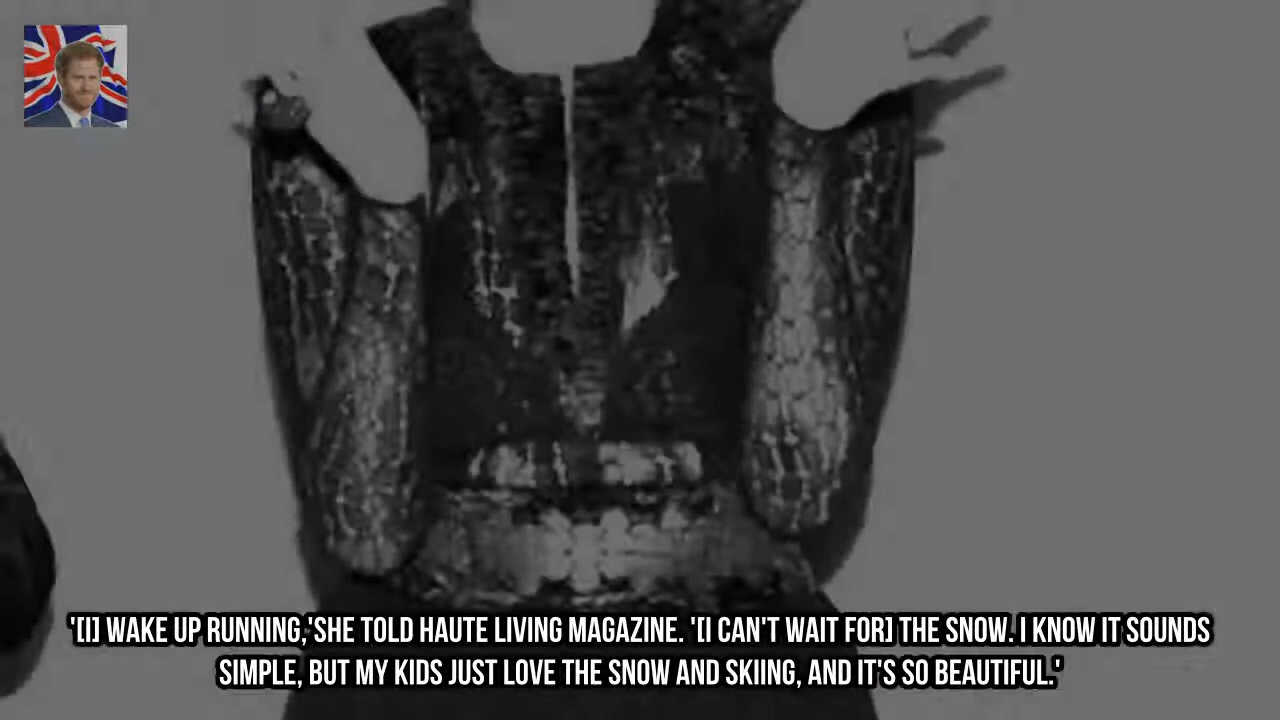 '[I] WAKE UP RUNNING,'SHE TOLD HAUTE LIVING MAGAZINE. '[I CAN'T WAIT FOR] THE SNOW. I KNOW IT SOUNDS
SIMPLE, BUT MY KIDS JUST LOVE THE SNOW AND SKIING, AND IT'S SO BEAUTIFUL.'